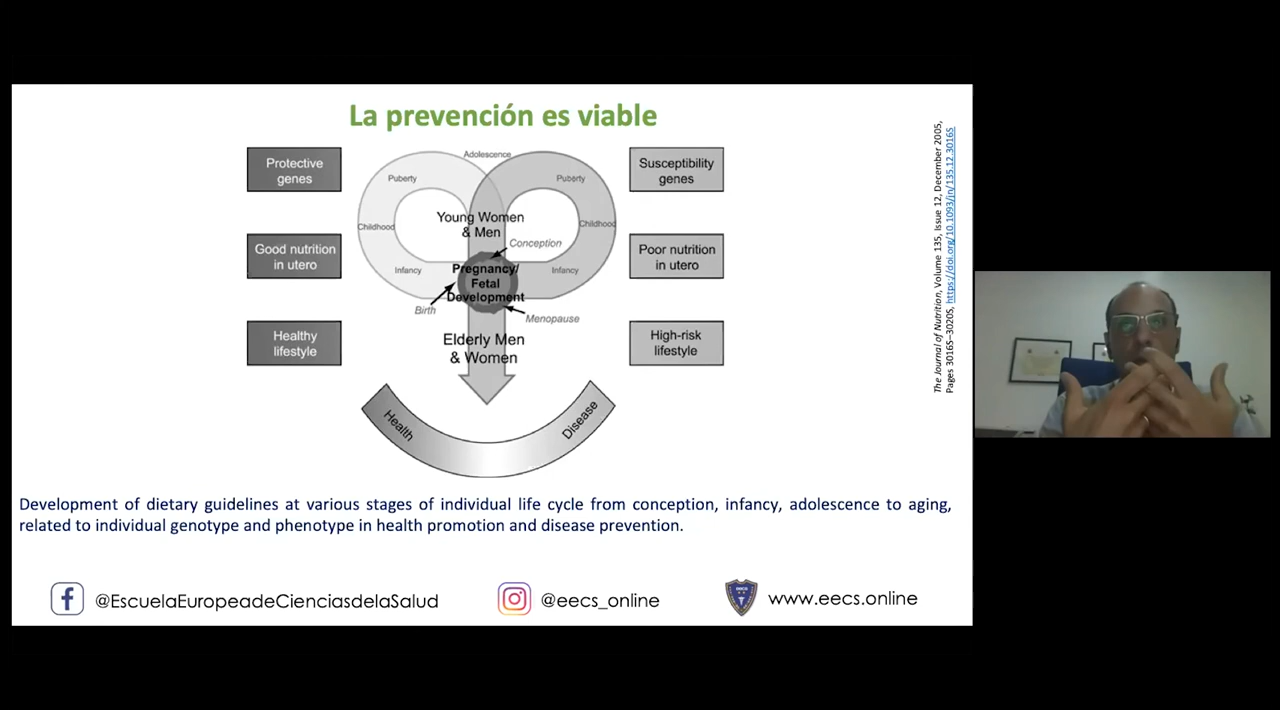 La prevención es viable
Protective
genes
Good nutrition
in utero
Healthy
lifestyle
Adolescence
Puberty
Puberty
Childhood
Childhood
Young Women
& Men
Conception
Infancy
Infancy
Pregnancy/
Fetal
Development
Birth
Menopause
Elderly Men
& Women
Susceptibility
genes
Poor nutrition
in utero
High-risk
lifestyle
Health
Disease
The Journal of Nutrition, Volume 135, Issue 12, December 2005,
Pages 3016S–3020S, https://doi.org/10.1093/jn/135.12.3016S
Development of dietary guidelines at various stages of individual life cycle from conception, infancy, adolescence to aging,
related to individual genotype and phenotype in health promotion and disease prevention.
@EscuelaEuropeadeCienciasdelaSalud
@eecs_online
www.eecs.online